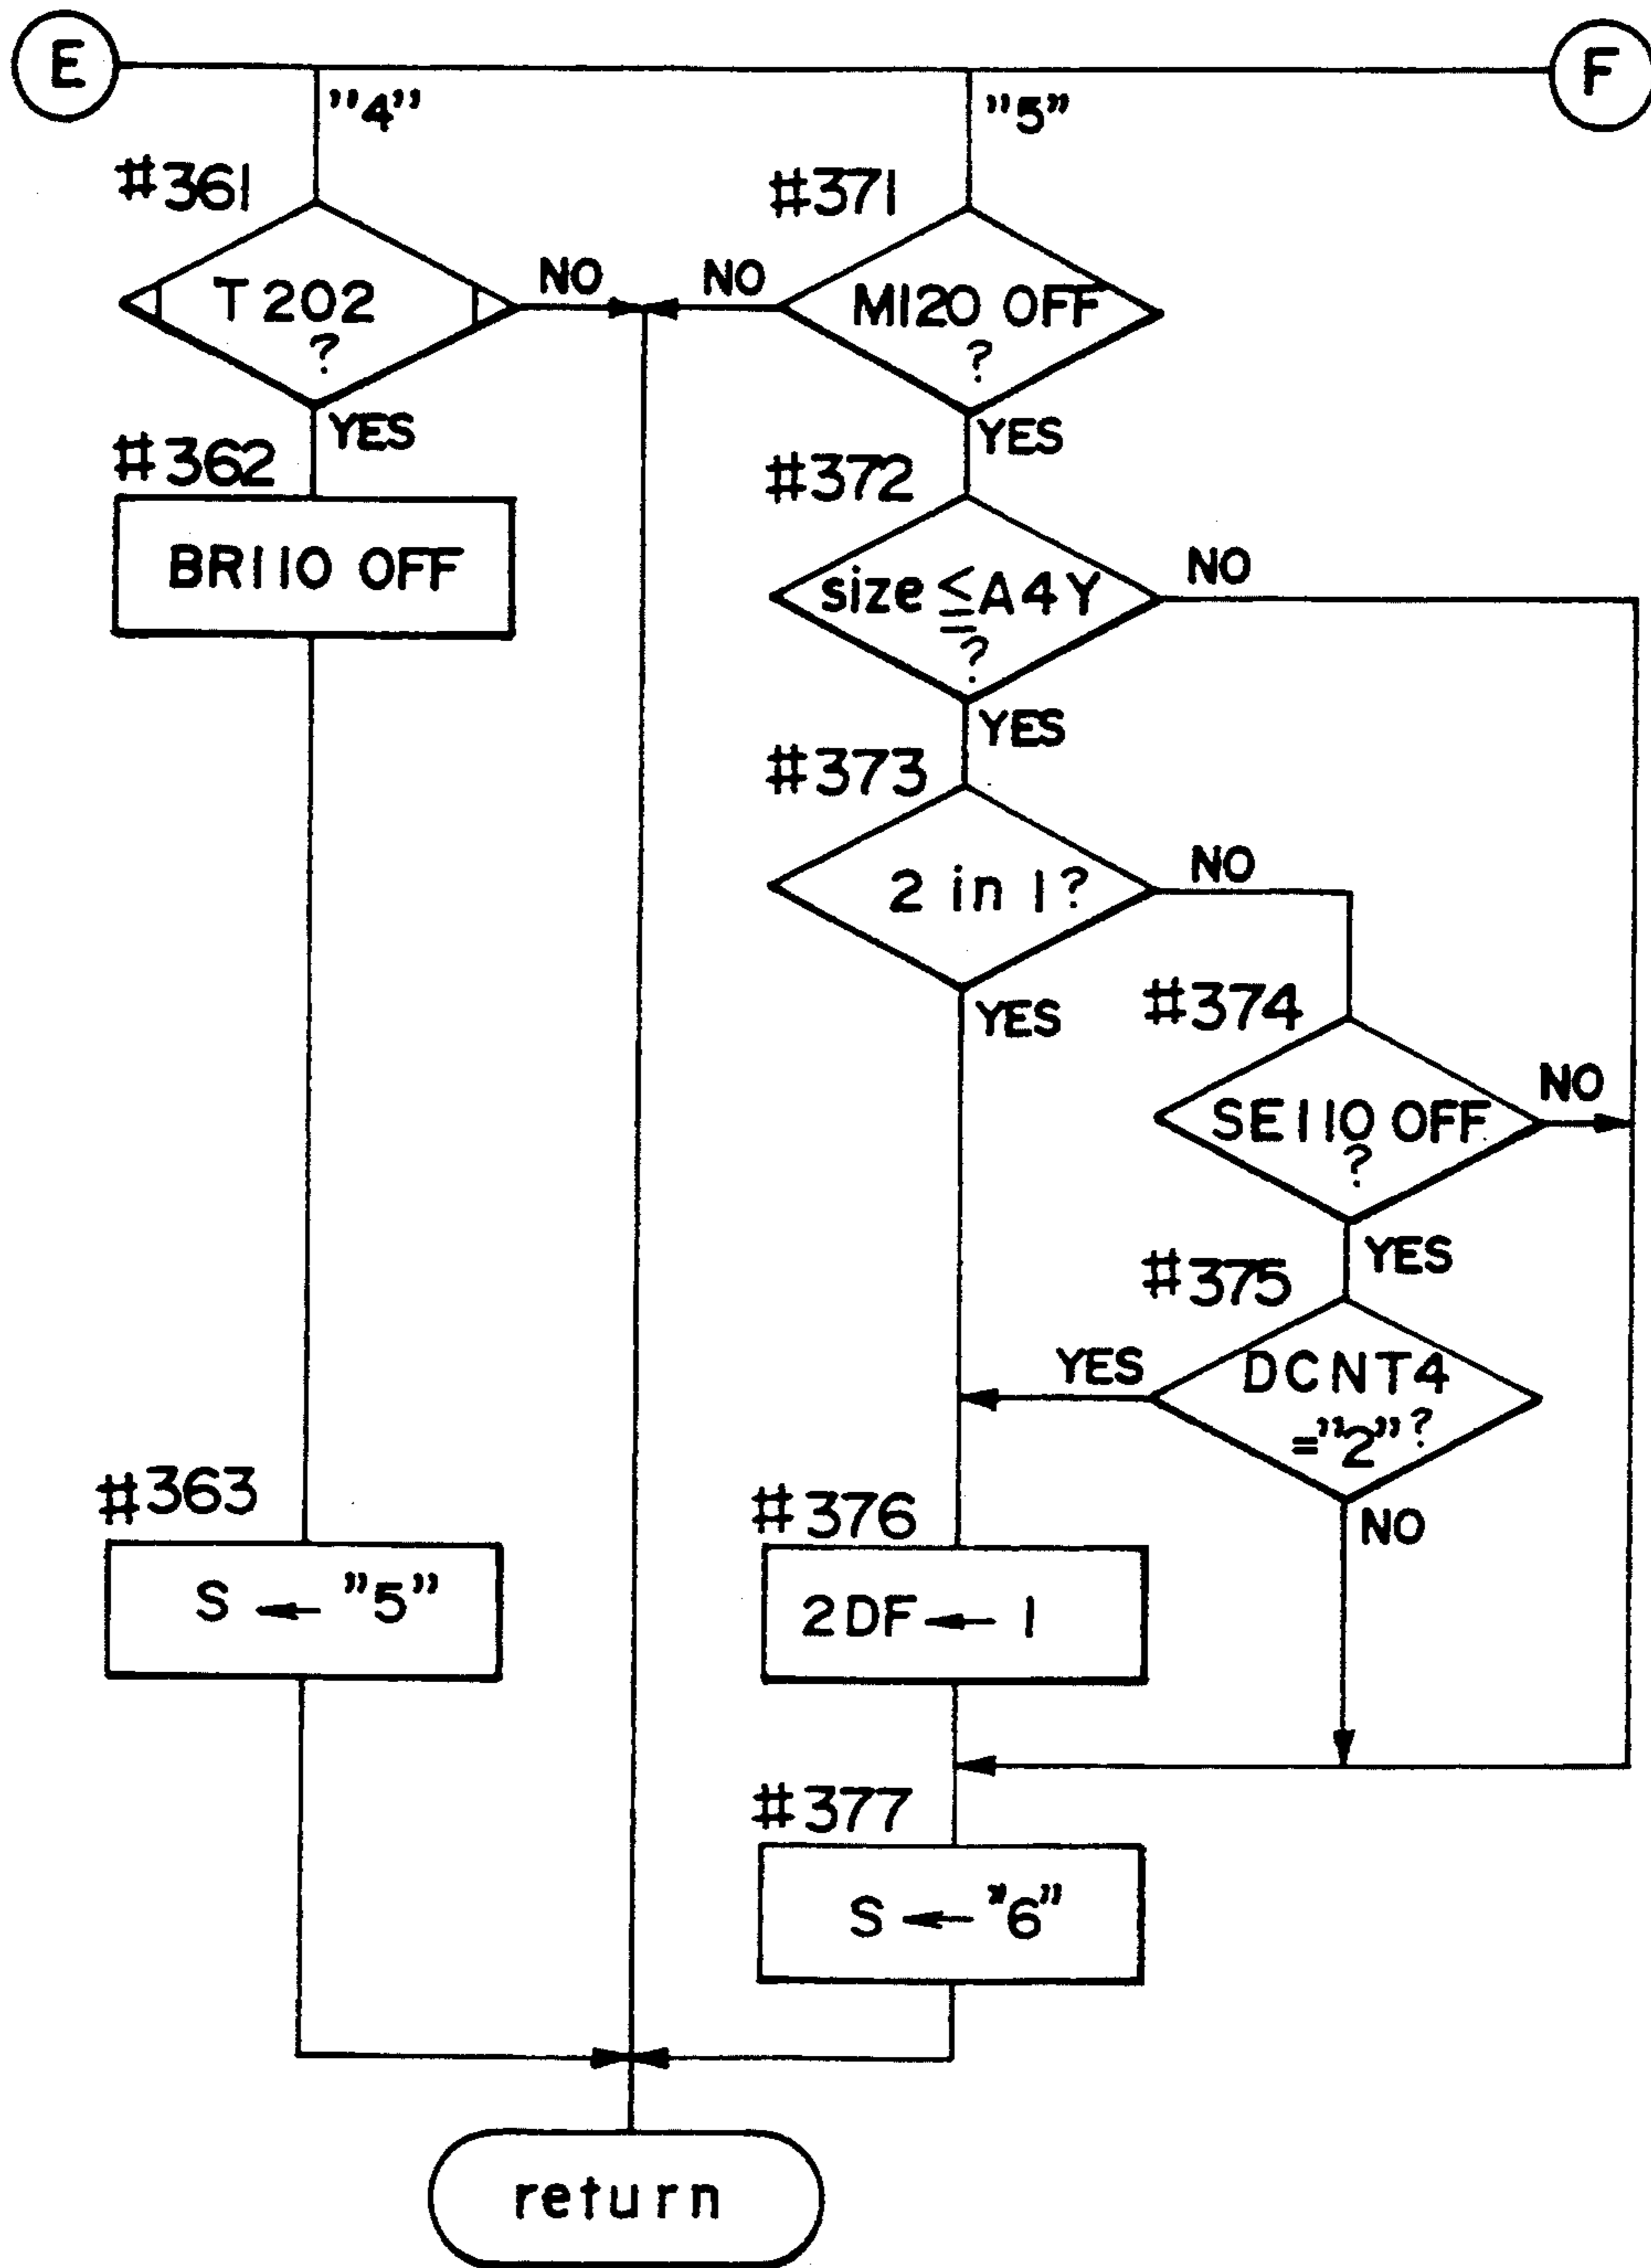 E
F
"4"
"5"
#361
T202
?
NO
YES
#362
BR110 OFF
#363
S ← "5"
#371
M120 OFF
?
NO
YES
#372
size ≤ A4Y
?
NO
YES
#373
2 in 1?
NO
YES
#374
SE110 OFF
?
NO
YES
#375
DCNT4
="2"?
YES
NO
#376
2DF ← 1
#377
S ← "6"
return